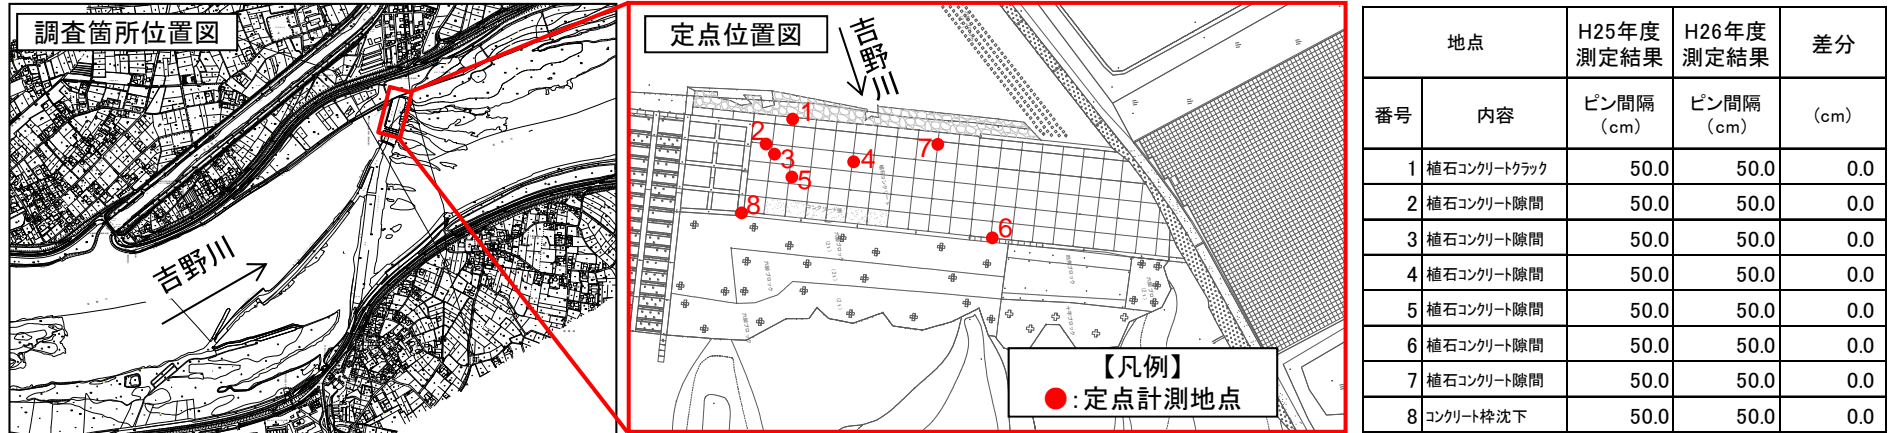 調査箇所位置図
吉野川
定点位置図
吉野川
1
2
3
4
7
5
8
6
【凡例】
●:定点計測地点
地点 H25年度測定結果 H26年度測定結果 差分
番号 内容 ピン間隔(cm) ピン間隔(cm) (cm)
1 植石コンクリートクラック 50.0 50.0 0.0
2 植石コンクリート隙間 50.0 50.0 0.0
3 植石コンクリート隙間 50.0 50.0 0.0
4 植石コンクリート隙間 50.0 50.0 0.0
5 植石コンクリート隙間 50.0 50.0 0.0
6 植石コンクリート隙間 50.0 50.0 0.0
7 植石コンクリート隙間 50.0 50.0 0.0
8 コンクリート枠沈下 50.0 50.0 0.0